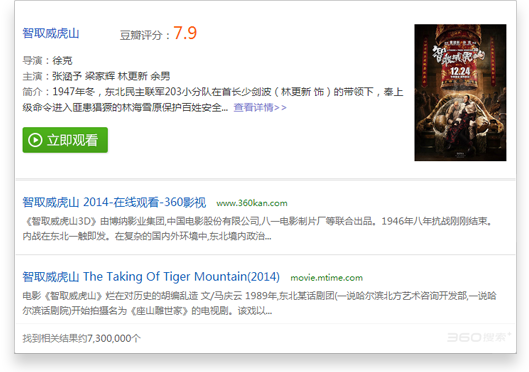 智取威虎山 豆瓣评分：7.9
导演：徐克
主演：张涵予 梁家辉 林更新 余男
简介：1947年冬，东北民主联军203小分队在首长少剑波（林更新 饰）的带领下，奉上
级命令进入匪患猖獗的林海雪原保护百姓安全... 查看详情>>
立即观看
智取威虎山
12.24
智取威虎山 2014-在线观看-360影视 www.360kan.com
《智取威虎山3D》由博纳影业集团,中国电影股份有限公司,八一电影制片厂等联合出品。1946年八年抗战刚刚结束。
内战在东北一触即发。在复杂的国内外环境中,东北境内政治...
智取威虎山 The Taking Of Tiger Mountain(2014) movie.mtime.com
电影《智取威虎山》烂在对历史的胡编乱造 文/马庆云 1989年,东北某话剧团(一说哈尔滨北方艺术咨询开发部,一说哈
尔滨话剧院)开始拍摄名为《座山雕世家》的电视剧。该戏以...
找到相关结果约7,300,000个
360搜索+